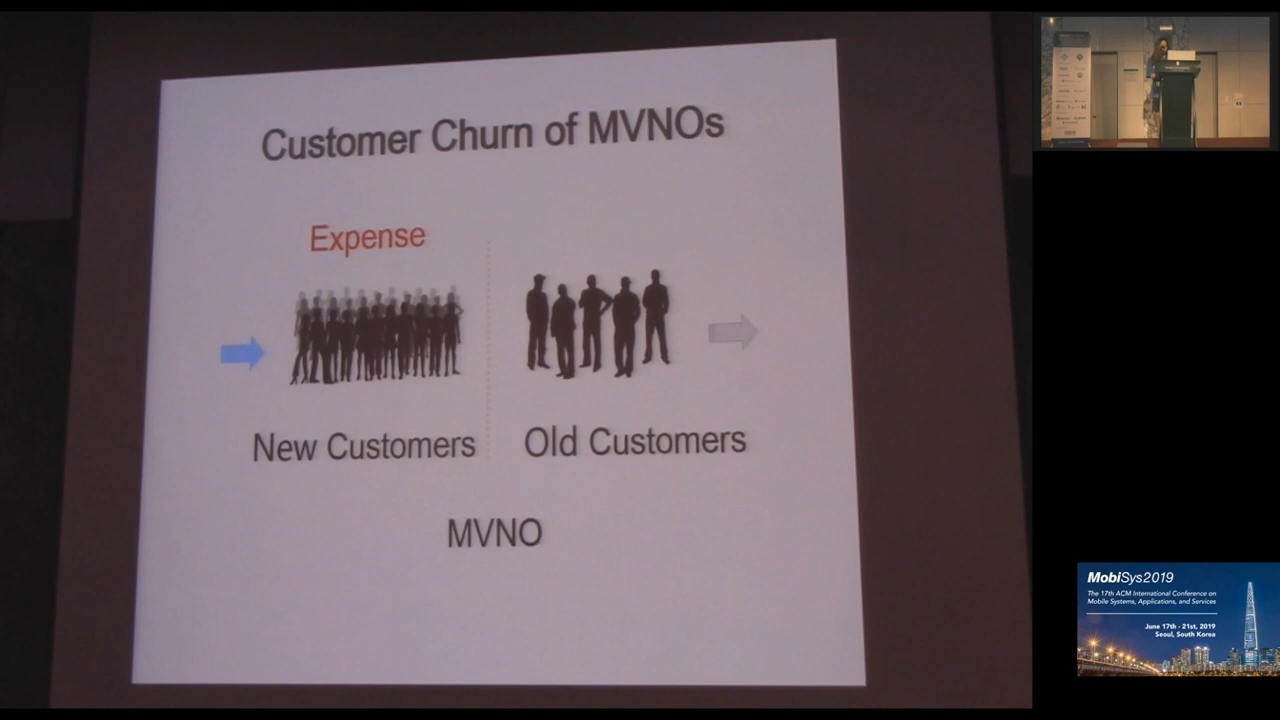 Customer Churn of MVNOs
Expense
New Customers
Old Customers
MVNO
MobiSys2019
The 17th ACM International Conference on
Mobile Systems, Applications, and Services
June 17th - 21st, 2019
Seoul, South Korea